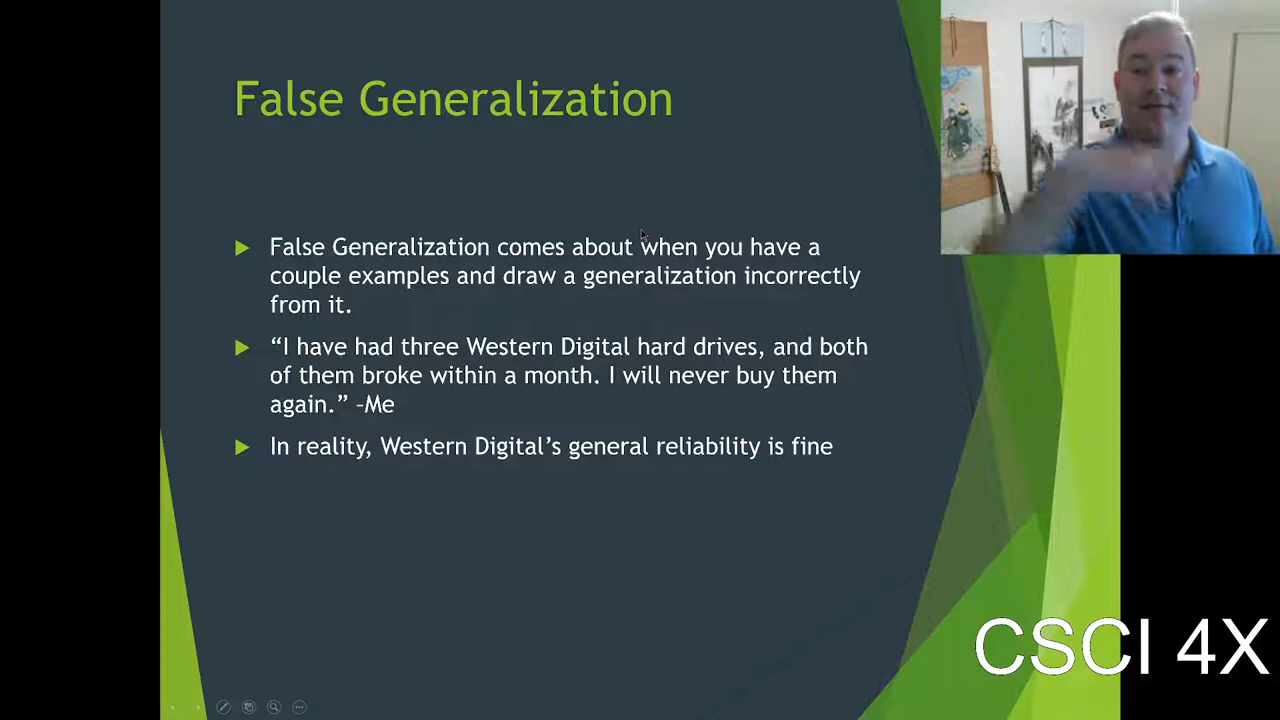 False Generalization
False Generalization comes about when you have a
couple examples and draw a generalization incorrectly
from it.
“I have had three Western Digital hard drives, and both
of them broke within a month. I will never buy them
again.” –Me
In reality, Western Digital’s general reliability is fine
CSCI 4X